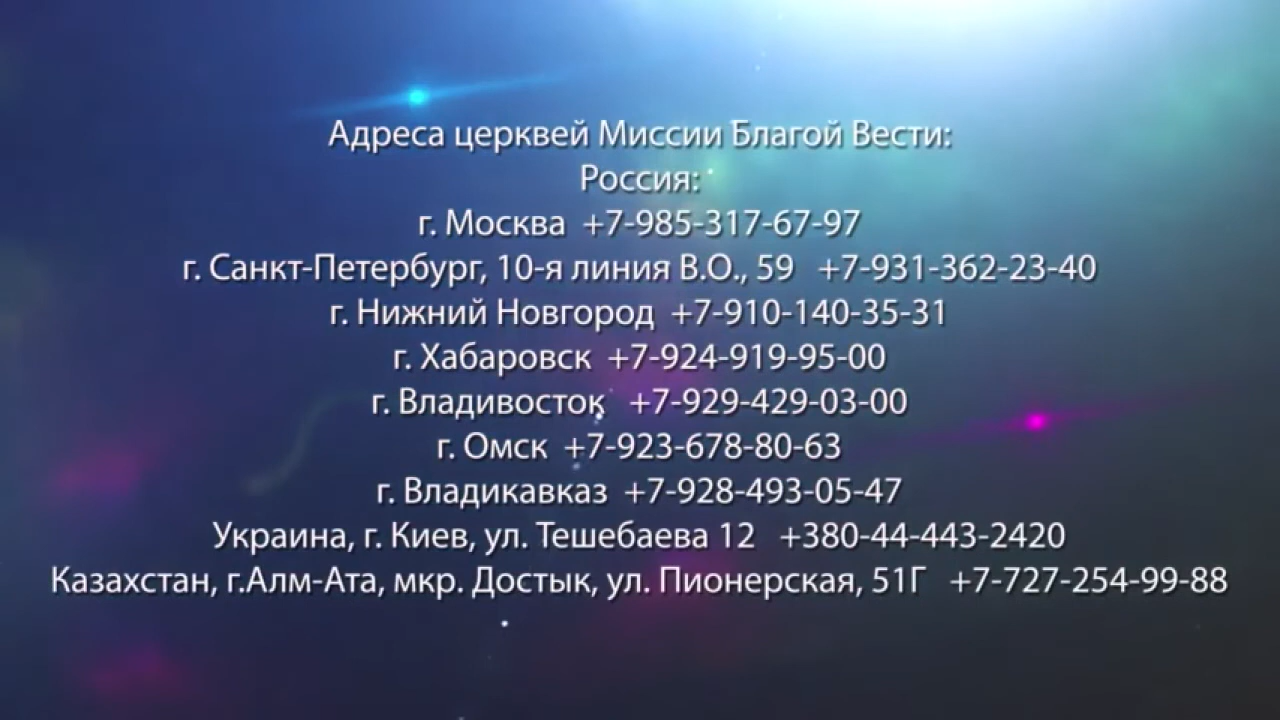 Адреса церквей Миссии Благой Вести:
Россия:
г. Москва +7-985-317-67-97
г. Санкт-Петербург, 10-я линия В.О., 59 +7-931-362-23-40
г. Нижний Новгород +7-910-140-35-31
г. Хабаровск +7-924-919-95-00
г. Владивосток +7-929-429-03-00
г. Омск +7-923-678-80-63
г. Владикавказ +7-928-493-05-47
Украина, г. Киев, ул. Тешебаева 12 +380-44-443-2420
Казахстан, г.Алм-Ата, мкр. Достык, ул. Пионерская, 51Г +7-727-254-99-88